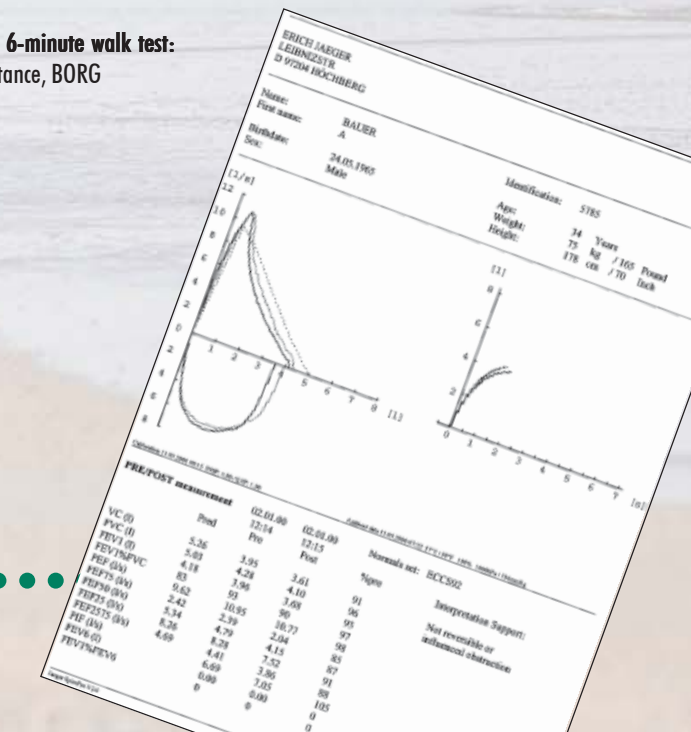 6-minute walk test:
tance, BORG
ERICH JAEGER
LEIBNIZSTR
D 97204 HÖCHBERG
Name: BAUER
First name: A
Birthdate: 24.05.1965
Sex: Male
Identification: 5785
Age: 34 Years
Weight: 75 kg / 165 Pound
Height: 178 cm / 70 Inch
[l/s]
12
10
8
6
4
2
0
2
4
6
8
1 2 3 4 5 6 7 8 [l]
[l]
8
6
4
2
0 1 2 3 4 5 6 7 [s]
PRE/POST measurement
02.01.00 02.01.00
12:14 12:15
Pred Pre Post %pre
Normals set: ECCS92
VC (l) 5.26 3.95 3.61 91
FVC (l) 5.03 4.28 4.10 96
FEV1 (l) 4.18 3.96 3.68 93
FEV1%FVC 83 93 90 97
PEF (l/s) 9.62 10.95 10.77 98
FEF75 (l/s) 2.42 2.39 2.04 85
FEF50 (l/s) 5.34 4.79 4.15 87
FEF25 (l/s) 8.26 8.28 7.52 91
FEF2575 (l/s) 4.69 4.41 3.86 88
PIF (l/s) 6.69 7.05 105
FEV6 (l) 0.00 0.00 0
FEV1%FEV6 0 0 0
Interpretation Support:
Not reversible or
influenced obstruction